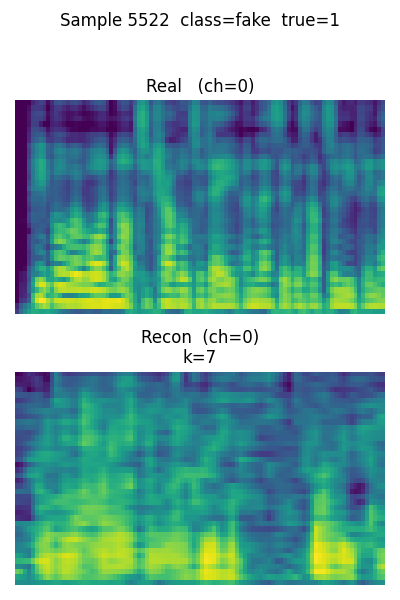 Sample 5522  class=fake  true=1
Real   (ch=0)
Recon  (ch=0)
k=7